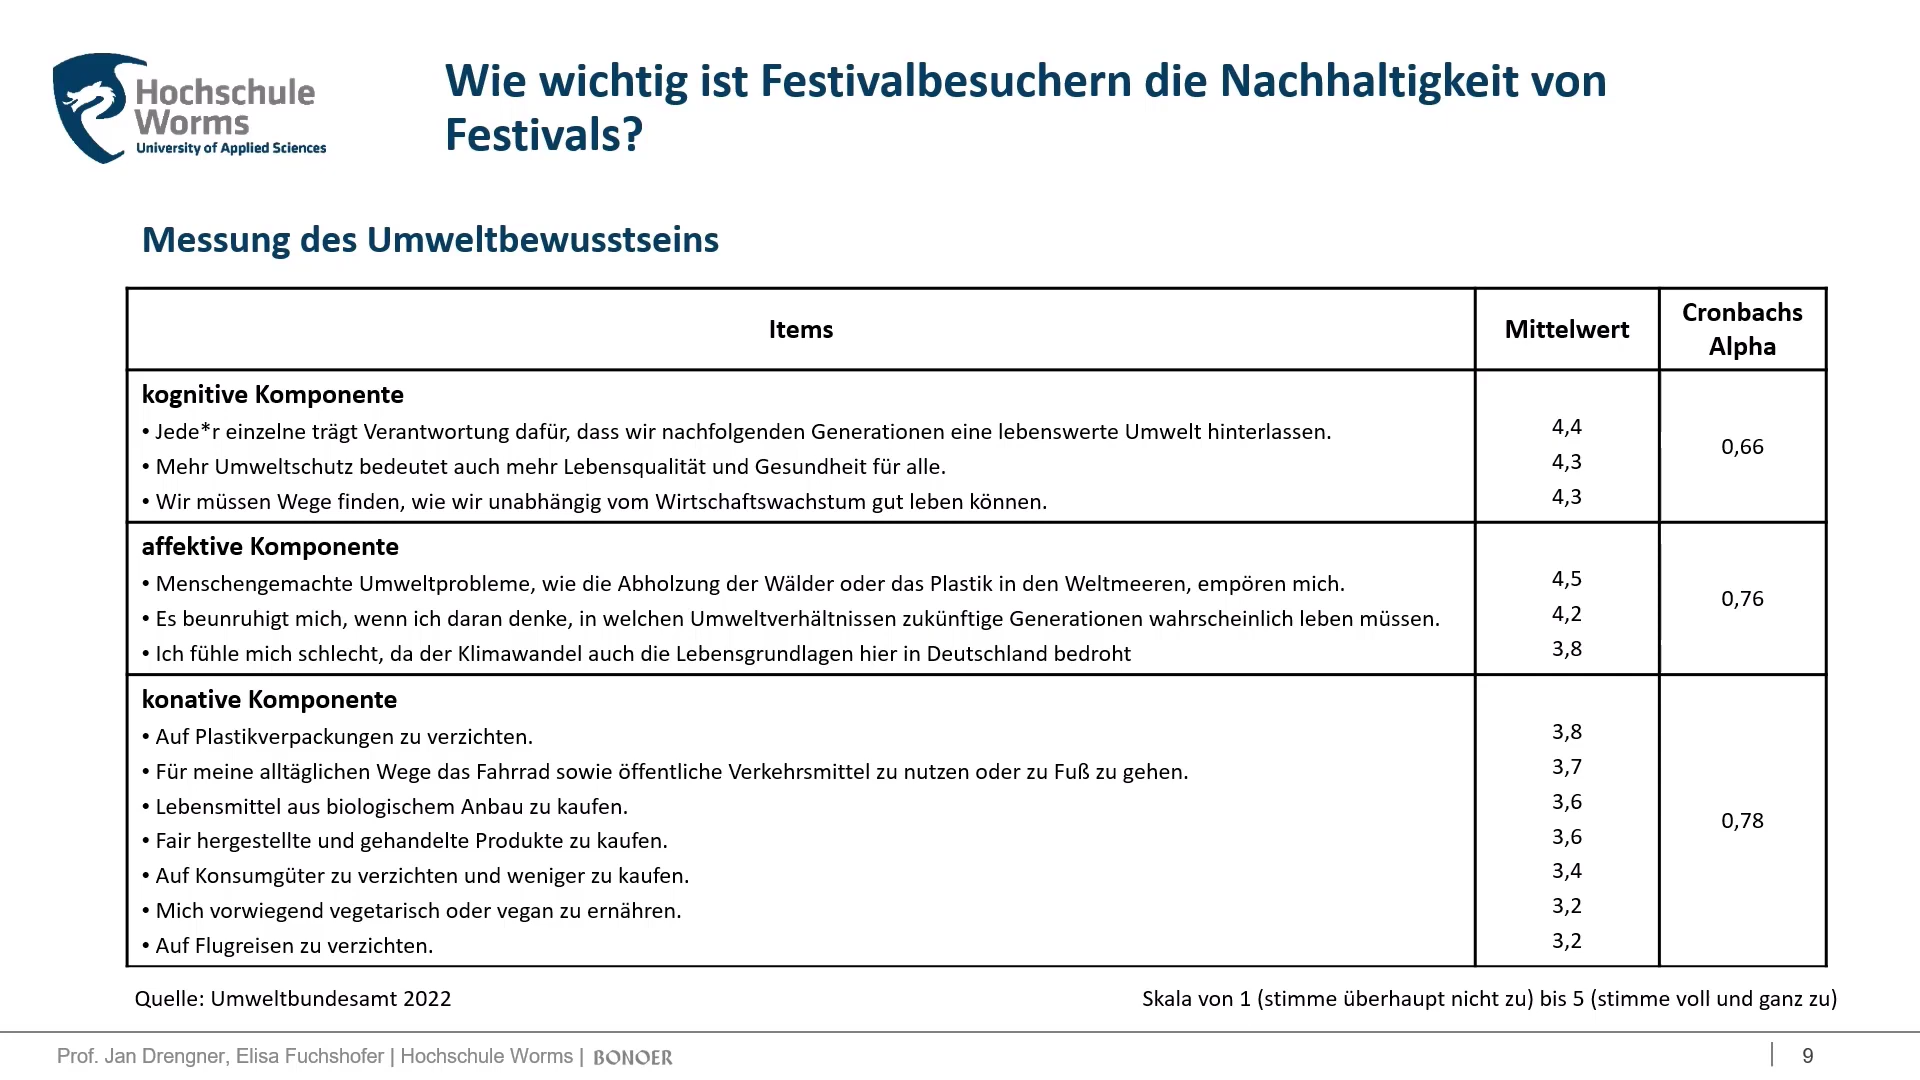 Hochschule
Worms
University of Applied Sciences
Wie wichtig ist Festivalbesuchern die Nachhaltigkeit von
Festivals?
Messung des Umweltbewusstseins
Items
Mittelwert
Cronbachs
Alpha
kognitive Komponente
• Jede*r einzelne trägt Verantwortung dafür, dass wir nachfolgenden Generationen eine lebenswerte Umwelt hinterlassen. 4,4
• Mehr Umweltschutz bedeutet auch mehr Lebensqualität und Gesundheit für alle. 4,3
• Wir müssen Wege finden, wie wir unabhängig vom Wirtschaftswachstum gut leben können. 4,3
0,66
affektive Komponente
• Menschengemachte Umweltprobleme, wie die Abholzung der Wälder oder das Plastik in den Weltmeeren, empören mich. 4,5
• Es beunruhigt mich, wenn ich daran denke, in welchen Umweltverhältnissen zukünftige Generationen wahrscheinlich leben müssen. 4,2
• Ich fühle mich schlecht, da der Klimawandel auch die Lebensgrundlagen hier in Deutschland bedroht 3,8
0,76
konative Komponente
• Auf Plastikverpackungen zu verzichten. 3,8
• Für meine alltäglichen Wege das Fahrrad sowie öffentliche Verkehrsmittel zu nutzen oder zu Fuß zu gehen. 3,7
• Lebensmittel aus biologischem Anbau zu kaufen. 3,6
• Fair hergestellte und gehandelte Produkte zu kaufen. 3,6
• Auf Konsumgüter zu verzichten und weniger zu kaufen. 3,4
• Mich vorwiegend vegetarisch oder vegan zu ernähren. 3,2
• Auf Flugreisen zu verzichten. 3,2
0,78
Quelle: Umweltbundesamt 2022
Skala von 1 (stimme überhaupt nicht zu) bis 5 (stimme voll und ganz zu)
Prof. Jan Drengner, Elisa Fuchshofer | Hochschule Worms | BONOER
9